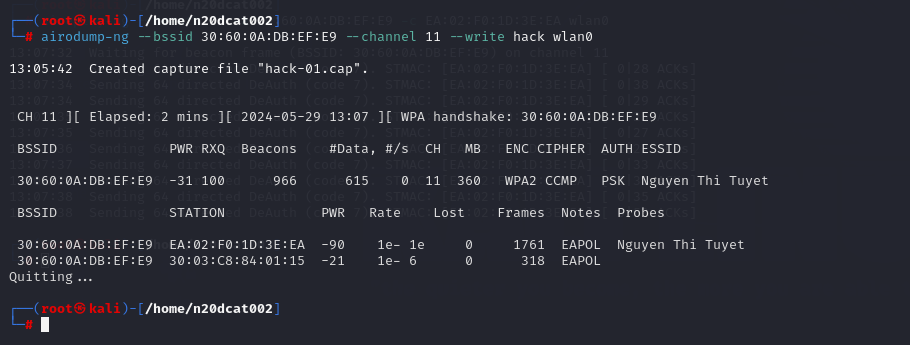 ┌──(root㉿kali)-[/home/n20dcat002]
└─# airodump-ng --bssid 30:60:0A:DB:EF:E9 --channel 11 --write hack wlan0
13:05:42  Created capture file "hack-01.cap".
CH 11 ][ Elapsed: 2 mins ][ 2024-05-29 13:07 ][ WPA handshake: 30:60:0A:DB:EF:E9
BSSID              PWR RXQ  Beacons    #Data, #/s  CH   MB   ENC CIPHER  AUTH ESSID
30:60:0A:DB:EF:E9  -31 100      966      615    0  11  360   WPA2 CCMP   PSK  Nguyen Thi Tuyet
BSSID              STATION            PWR   Rate    Lost    Frames  Notes  Probes
30:60:0A:DB:EF:E9  EA:02:F0:1D:3E:EA  -90    1e- 1e     0     1761  EAPOL  Nguyen Thi Tuyet
30:60:0A:DB:EF:E9  30:03:C8:84:01:15  -21    1e- 6      0      318  EAPOL
Quitting...
┌──(root㉿kali)-[/home/n20dcat002]
└─#